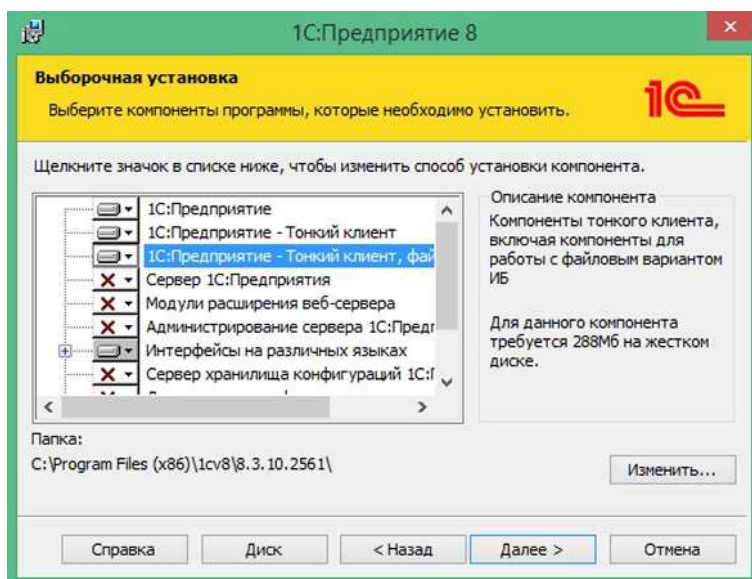 1С:Предприятие 8
Выборочная установка
Выберите компоненты программы, которые необходимо установить.
1С
Щелкните значок в списке ниже, чтобы изменить способ установки компонента.
1С:Предприятие
1С:Предприятие - Тонкий клиент
1С:Предприятие - Тонкий клиент, фай
Сервер 1С:Предприятия
Модули расширения веб-сервера
Администрирование сервера 1С:Предп
Интерфейсы на различных языках
Сервер хранилища конфигураций 1С:П
Описание компонента
Компоненты тонкого клиента,
включая компоненты для
работы с файловым вариантом
ИБ
Для данного компонента
требуется 288Мб на жестком
диске.
Папка:
C:\Program Files (x86)\1cv8\8.3.10.2561\
Изменить...
Справка
Диск
< Назад
Далее >
Отмена